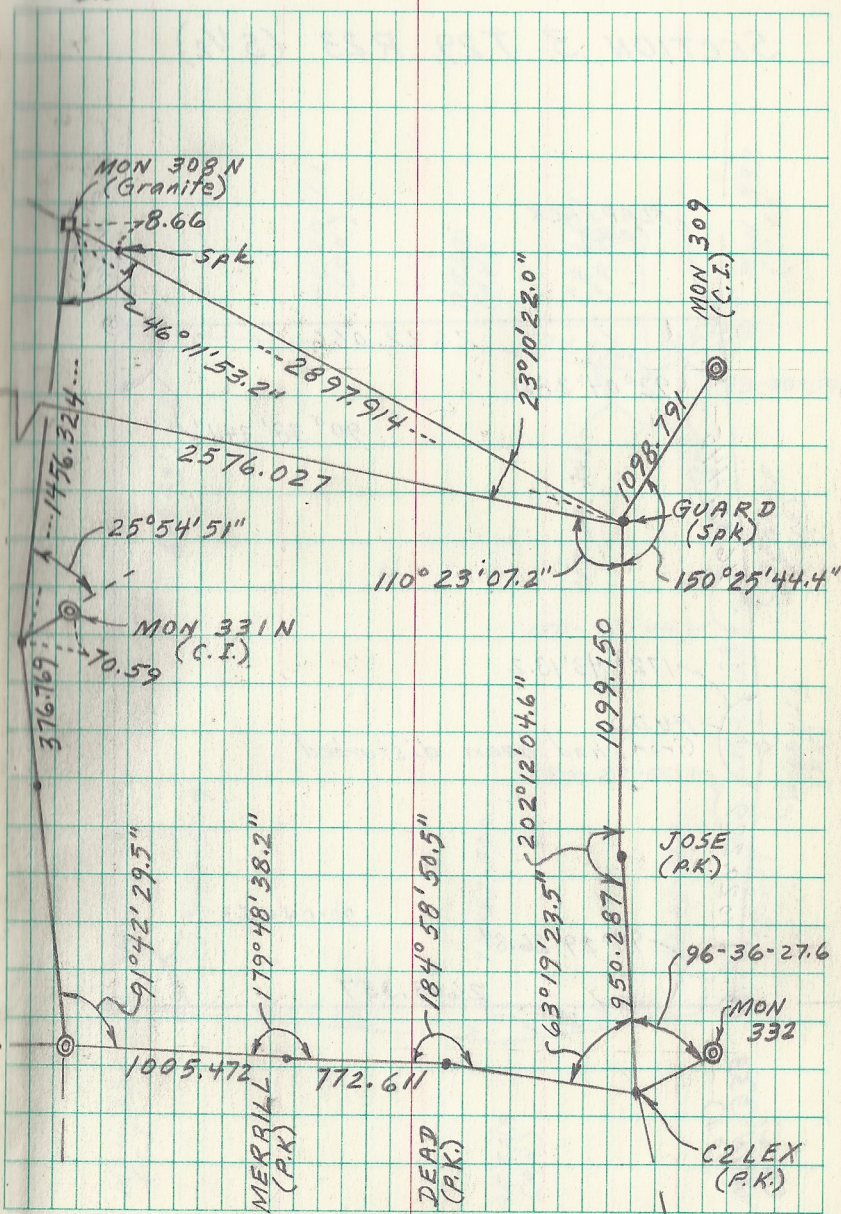 MON 308 N
(Granite)
8.66
Spk
46°11'53.2"
---2897.914---
23°10'22.0"
MON 309
(C.I.)
1098.791
2576.027
---1456.324---
GUARD
(Spk)
25°54'51"
110°23'07.2"
150°25'44.4"
MON 331N
(C.I.)
70.59
376.769
1099.150
202°12'04.6"
JOSE
(P.K.)
91°42'29.5"
179°48'38.2"
184°58'50.5"
63°19'23.5"
950.287
96-36-27.6
MON
332
1005.472
772.611
MERRILL
(P.K.)
DEAD
(P.K.)
C2LEX
(P.K.)